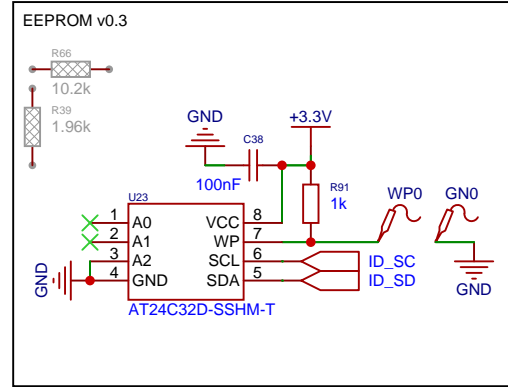 EEPROM v0.3
R66
10.2k
R39
1.96k
GND
C38
100nF
+3.3V
R91
1k
WP0
GN0
GND
U23
1 A0
2 A1
3 A2
4 GND
VCC 8
WP 7
SCL 6
SDA 5
ID_SC
ID_SD
GND
AT24C32D-SSHM-T